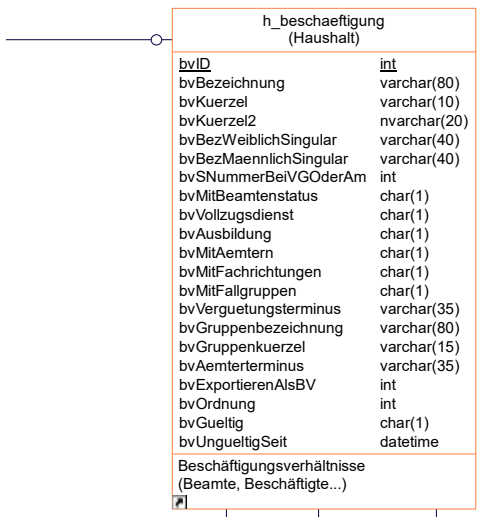 h_beschaeftigung
(Haushalt)
bvID int
bvBezeichnung varchar(80)
bvKuerzel varchar(10)
bvKuerzel2 nvarchar(20)
bvBezWeiblichSingular varchar(40)
bvBezMaennlichSingular varchar(40)
bvSNummerBeiVGOderAm int
bvMitBeamtenstatus char(1)
bvVollzugsdienst char(1)
bvAusbildung char(1)
bvMitAemtern char(1)
bvMitFachrichtungen char(1)
bvMitFallgruppen char(1)
bvVerguetungsterminus varchar(35)
bvGruppenbezeichnung varchar(80)
bvGruppenkuerzel varchar(15)
bvAemterterminus varchar(35)
bvExportierenAlsBV int
bvOrdnung int
bvGueltig char(1)
bvUngueltigSeit datetime
Beschäftigungsverhältnisse
(Beamte, Beschäftigte...)